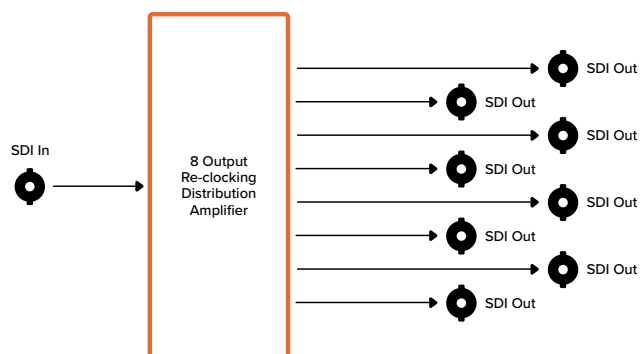 SDI In
8 Output
Re-clocking
Distribution
Amplifier
SDI Out
SDI Out
SDI Out
SDI Out
SDI Out
SDI Out
SDI Out
SDI Out